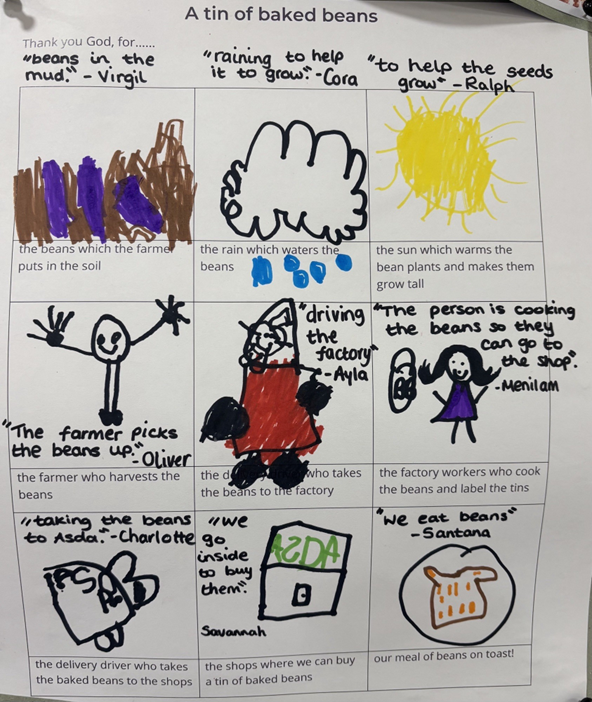 A tin of baked beans
Thank you God, for......
"beans in the
mud." - Virgil
"raining to help
it to grow." - Cora
"to help the seeds
grow" - Ralph
the beans which the farmer
puts in the soil
the rain which waters the
beans
the sun which warms the
bean plants and makes them
grow tall
"The farmer picks
the beans up."
- Oliver
"driving
the
factory"
- Ayla
"The person is cooking
the beans so they
can go to
the shop".
- Menilam
the farmer who harvests the
beans
the d who takes
the beans to the factory
the factory workers who cook
the beans and label the tins
"taking the beans
to Asda." - Charlotte
"we
go
inside
to buy
them".
Savannah
ASDA
"We eat beans"
- Santana
the delivery driver who takes
the baked beans to the shops
the shops where we can buy
a tin of baked beans
our meal of beans on toast!